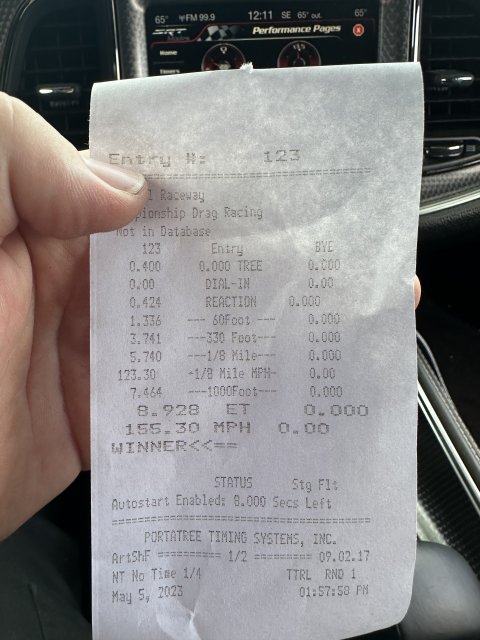 65° FM 99.9 12:11 SE 65° out. 65°
SRT Performance Pages X
Home
Timers
Entry #: 123
Raceway
pionship Drag Racing
Not in Database
123 Entry BYE
0.400 0.000 TREE 0.000
0.00 DIAL-IN 0.00
0.424 REACTION 0.000
1.336 --- 60Foot--- 0.000
3.741 ---330 Foot--- 0.000
5.740 ---1/8 Mile--- 0.00
123.30 -1/8 Mile MPH- 0.00
7.464 ---1000Foot--- 0.000
8.928 ET 0.000
155.30 MPH 0.00
WINNER<<==
STATUS Stg Flt
Autostart Enabled: 8.000 Secs Left
PORTATREE TIMING SYSTEMS, INC.
ArtShF ========== 1/2 ========= 09.02.17
NT No Time 1/4 TTRL RND 1
May 5, 2023 01:57:58 PM